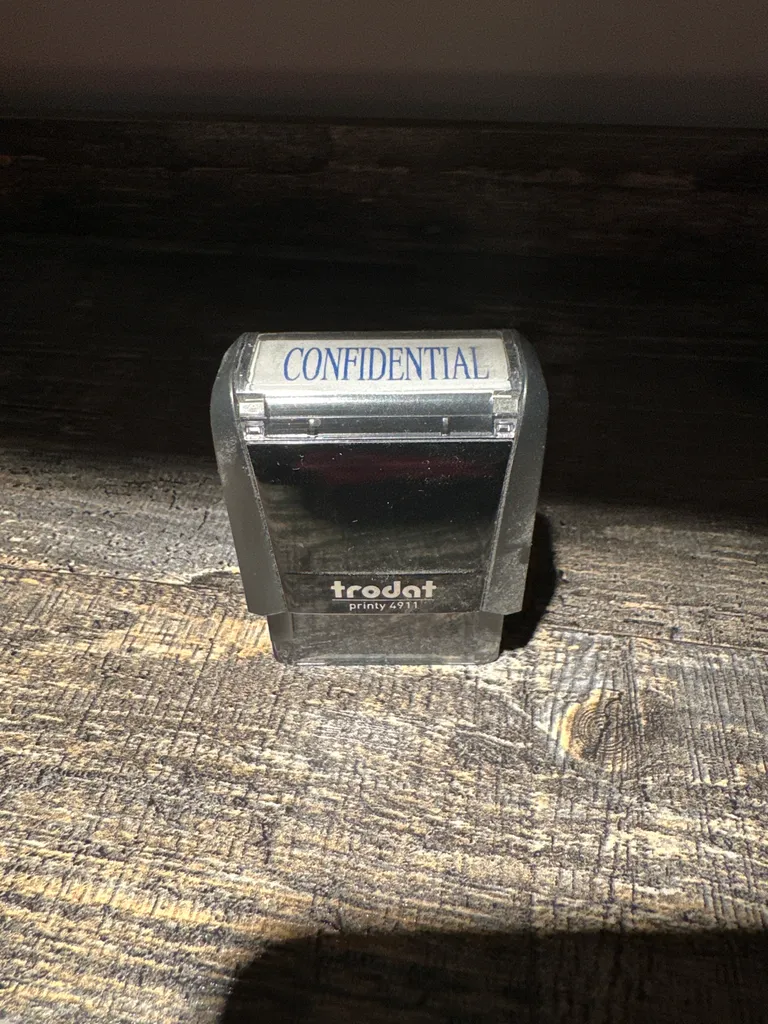 CONFIDENTIAL
trodat
printy 4911